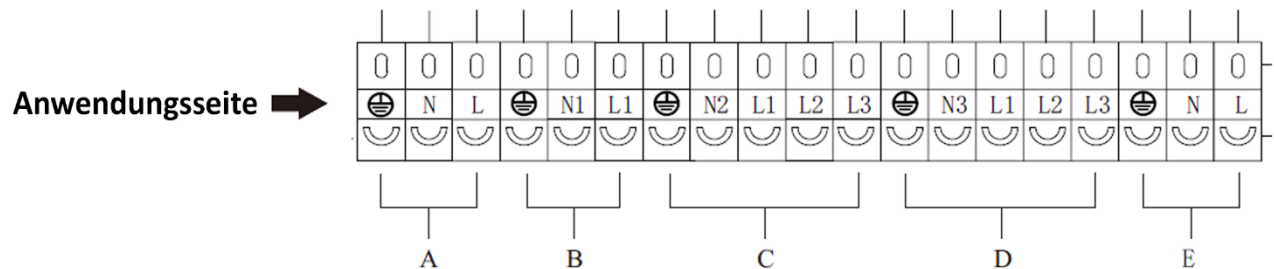 Anwendungsseite
N L N1 L1 N2 L1 L2 L3 N3 L1 L2 L3 N L
A B C D E